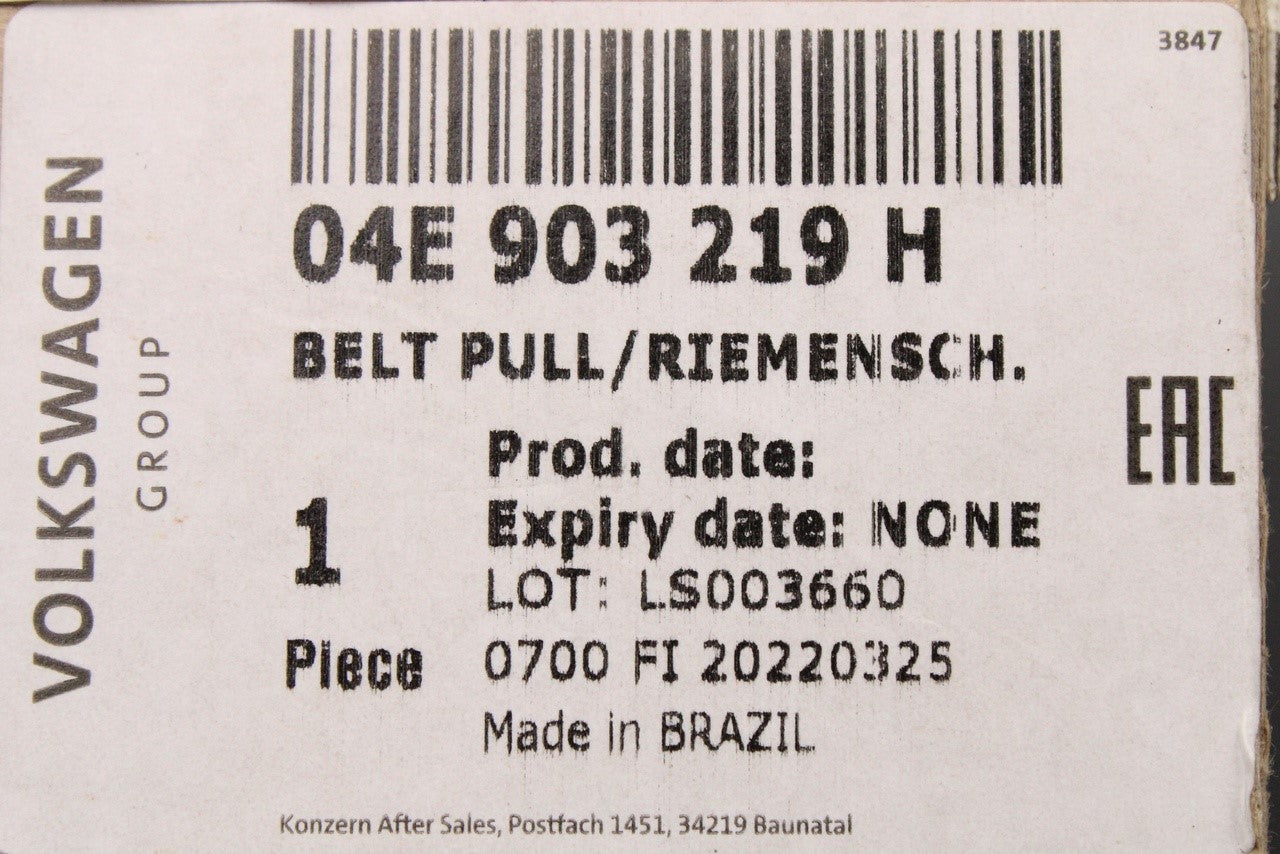 3847
VOLKSWAGEN
GROUP
04E 903 219 H
BELT PULL/RIEMENSCH.
EAC
Prod. date:
Expiry date: NONE
1
LOT: LS003660
Piece
0700 FI 20220325
Made in BRAZIL
Konzern After Sales, Postfach 1451, 34219 Baunatal